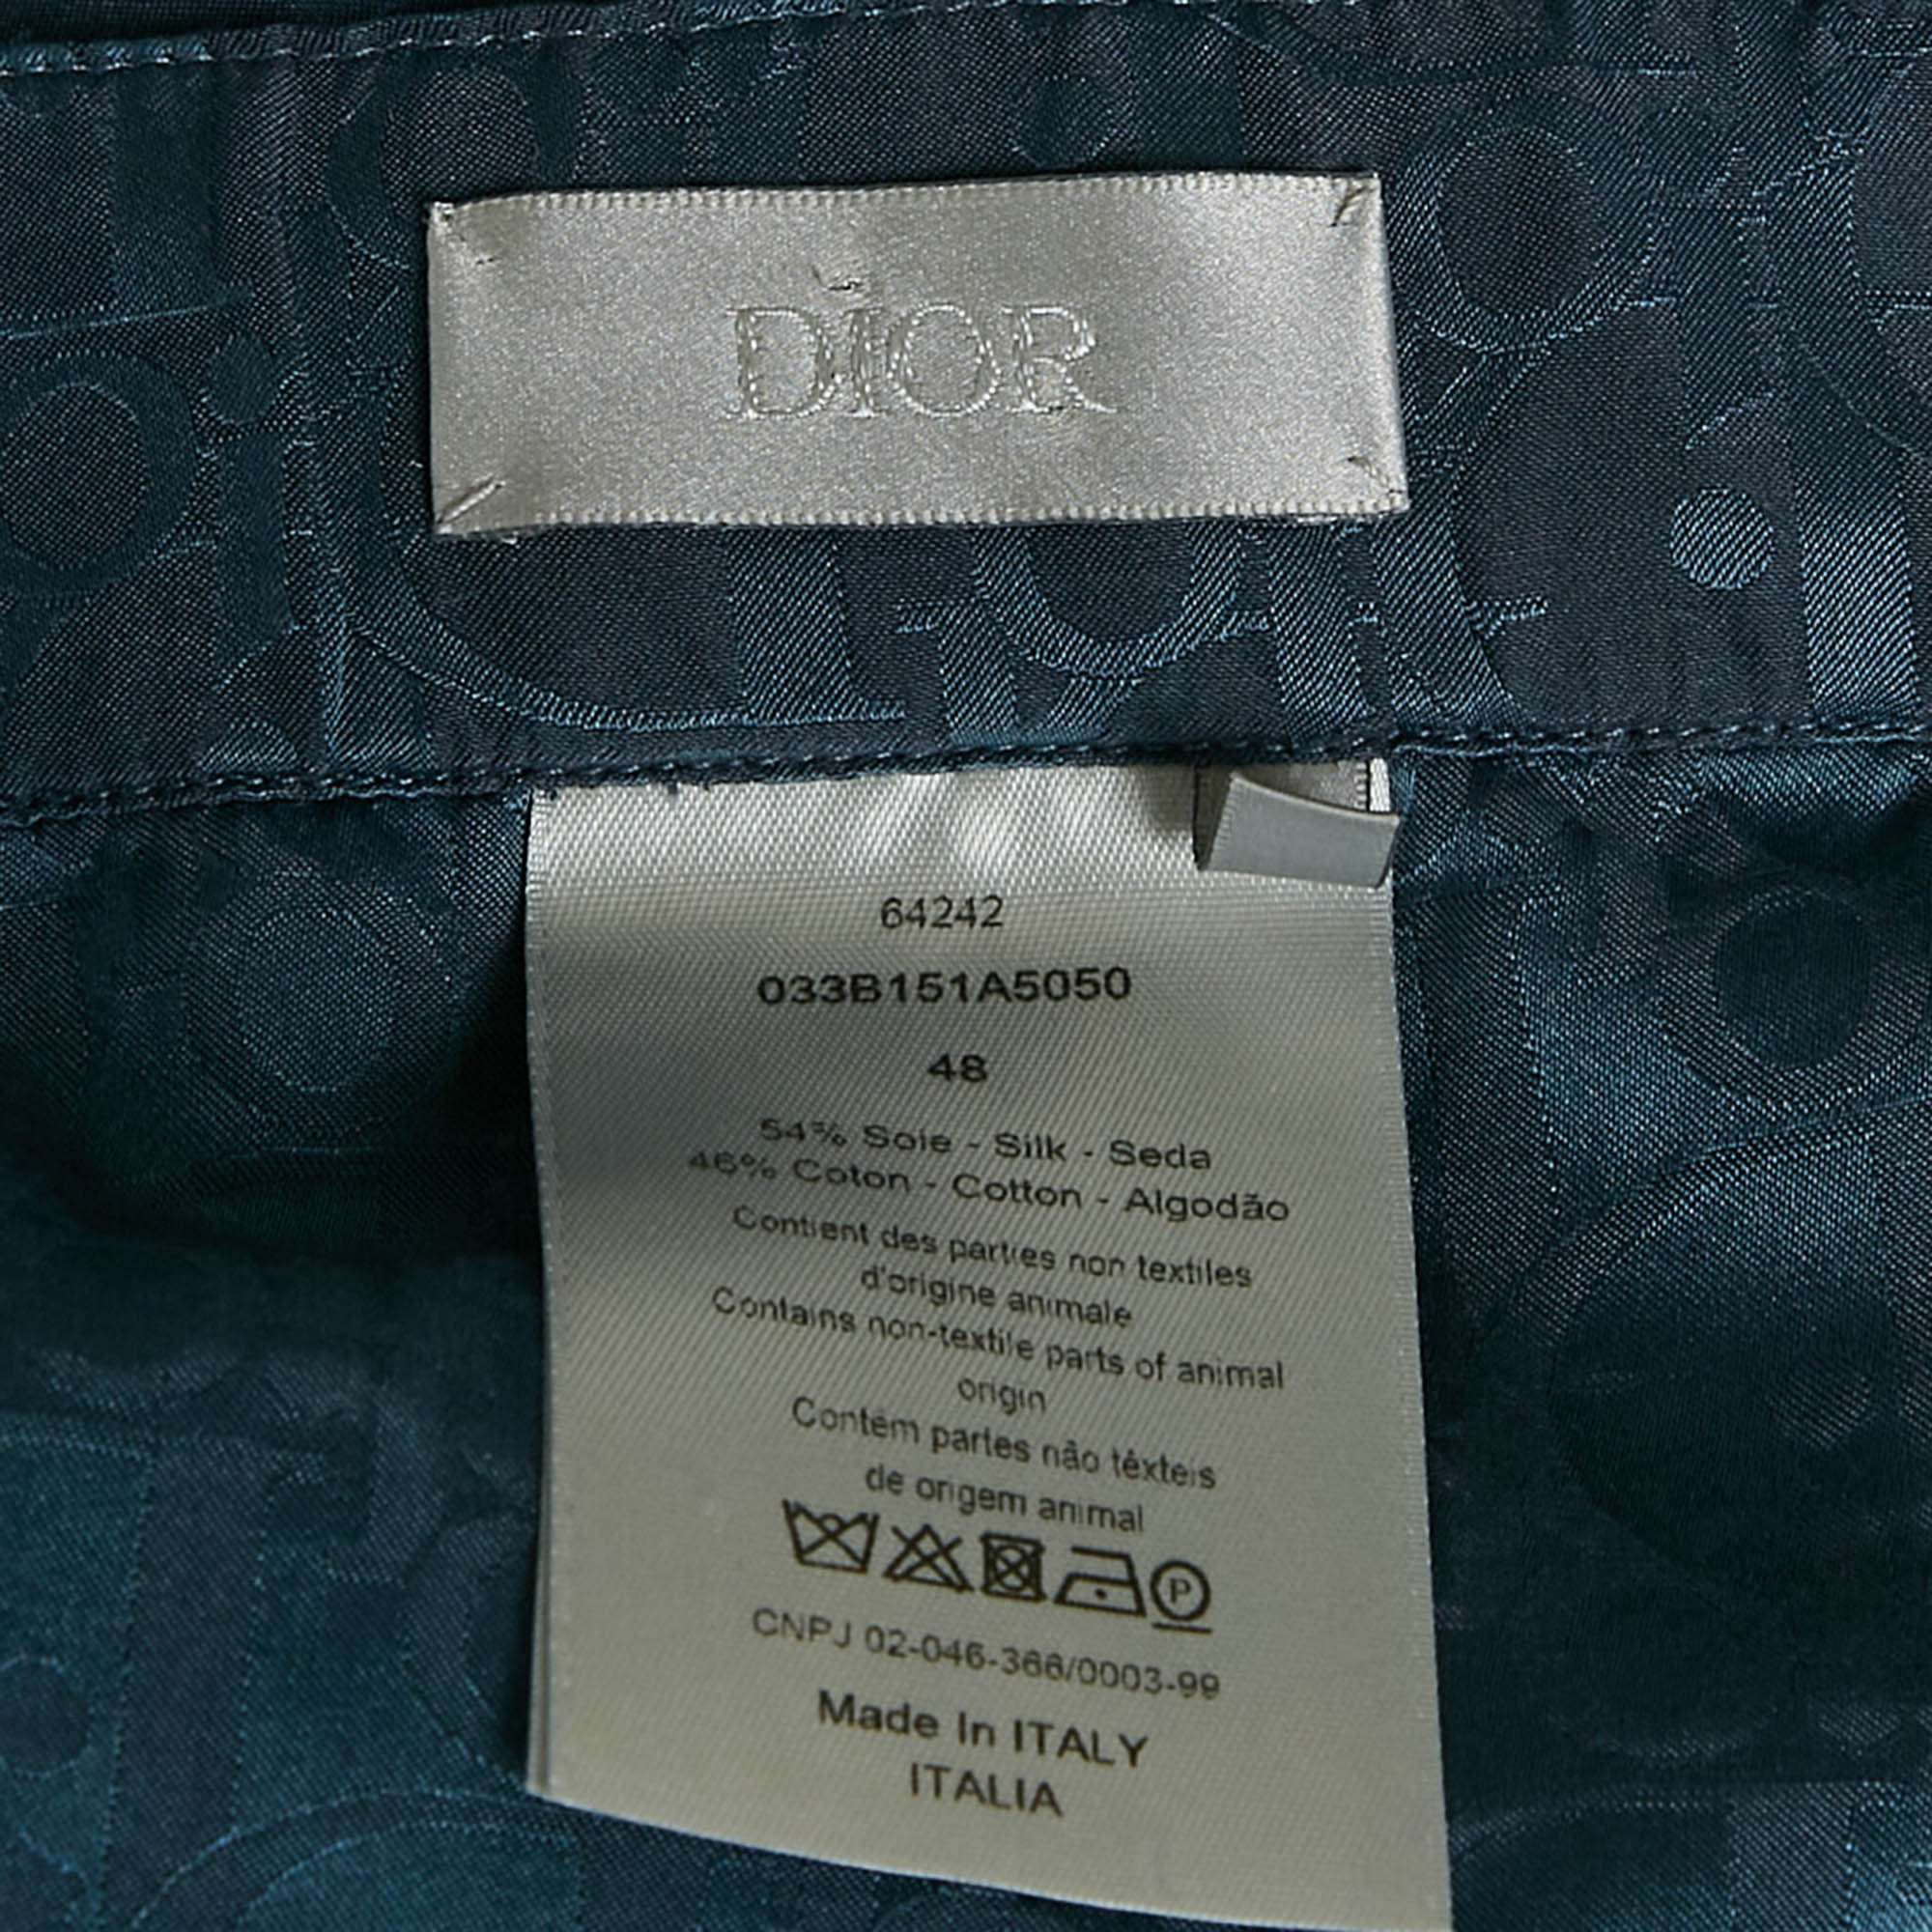 DIOR
64242
033B151A5050
48
54% Soie - Silk - Seda
46% Coton - Cotton - Algodão
Contient des parties non textiles
d'origine animale
Contains non-textile parts of animal
origin
Contém partes não têxteis
de origem animal
P
CNPJ 02-046-366/0003-99
Made In ITALY
ITALIA